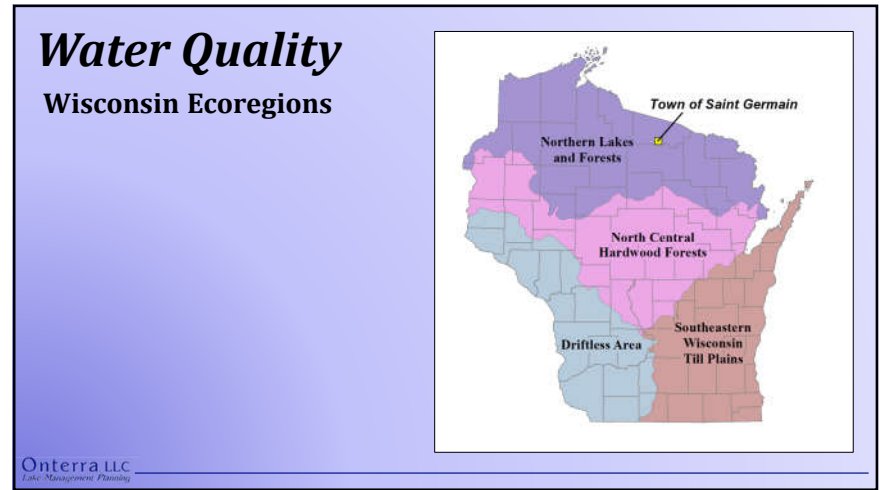 Water Quality
Wisconsin Ecoregions
Town of Saint Germain
Northern Lakes
and Forests
North Central
Hardwood Forests
Southeastern
Wisconsin
Till Plains
Driftless Area
Onterra LLC
Lake Management Planning